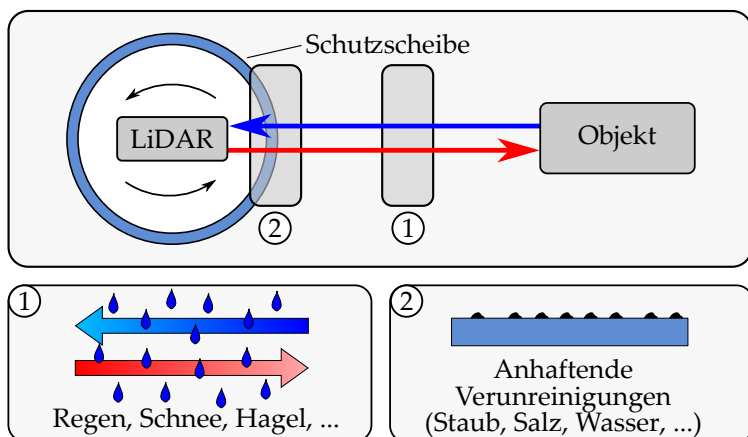 Schutzscheibe
LiDAR
Objekt
2
1
1
Regen, Schnee, Hagel, ...
2
Anhaftende
Verunreinigungen
(Staub, Salz, Wasser, ...)